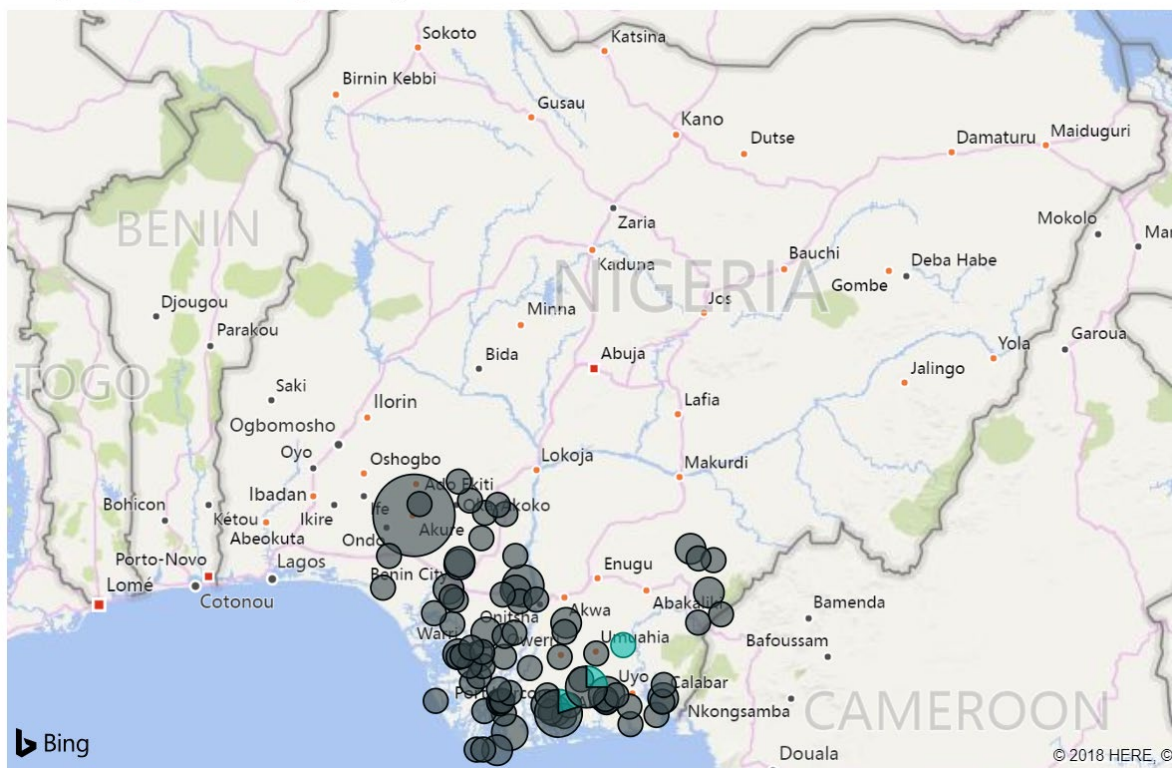 Sokoto
Katsina
Birnin Kebbi
Gusau
Kano
Dutse
Damaturu
Maiduguri
Zaria
Mokolo
BENIN
Kaduna
Bauchi
Deba Habe
NIGERIA
Gombe
Djougou
Minna
Jos
Parakou
Garoua
Bida
Abuja
Yola
TOGO
Jalingo
Saki
Ilorin
Lafia
Ogbomosho
Oyo
Oshogbo
Lokoja
Makurdi
Ado Ekiti
Ibadan
Bohicon
Kétou
Ikire
Ife
Akure
Abeokuta
Ondo
Porto-Novo
Lagos
Enugu
Lomé
Benin City
Cotonou
Abakaliki
Bamenda
Akwa
Onitsha
Warri
Umuahia
Bafoussam
Uyo
Calabar
Nkongsamba
CAMEROON
Bing
Douala
© 2018 HERE, ©